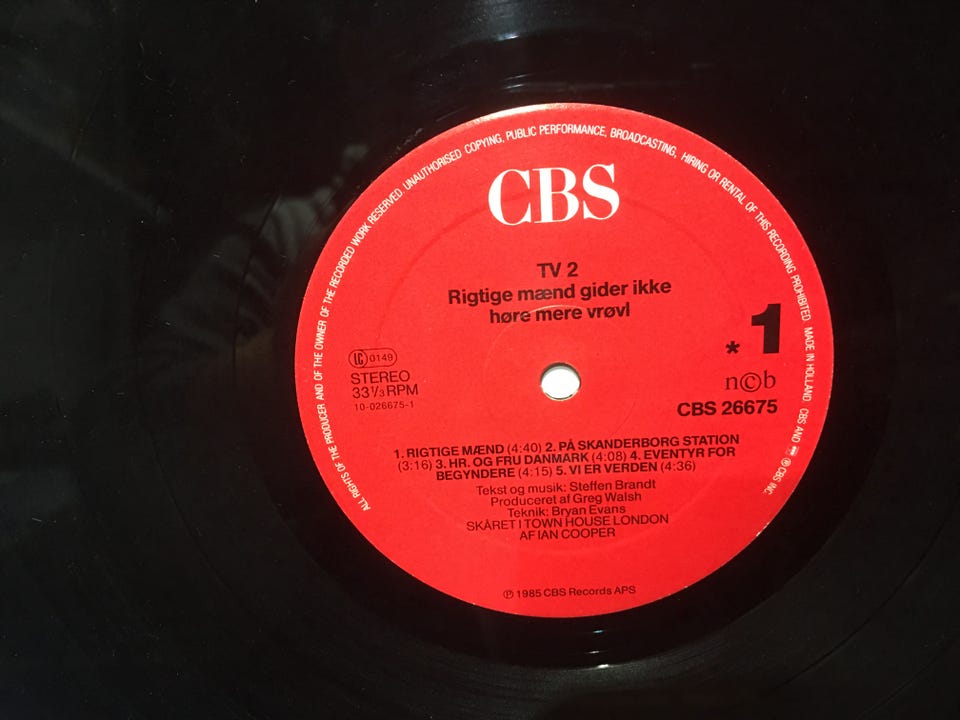 ALL RIGHTS OF THE PRODUCER AND OF THE OWNER OF THE RECORDED WORK RESERVED. UNAUTHORISED COPYING, PUBLIC PERFORMANCE, BROADCASTING, HIRING OR RENTAL OF THIS RECORDING PROHIBITED. MADE IN HOLLAND. CBS AND ℗ CBS INC.
CBS
TV 2
Rigtige mænd gider ikke
høre mere vrøvl
* 1
LC 0149
STEREO
33⅓ RPM
10-026675-1
n©b
CBS 26675
1. RIGTIGE MÆND (4:40) 2. PÅ SKANDERBORG STATION
(3:16) 3. HR. OG FRU DANMARK (4:08) 4. EVENTYR FOR
BEGYNDERE (4:15) 5. VI ER VERDEN (4:36)
Tekst og musik: Steffen Brandt
Produceret af Greg Walsh
Teknik: Bryan Evans
SKÅRET I TOWN HOUSE LONDON
AF IAN COOPER
℗ 1985 CBS Records APS